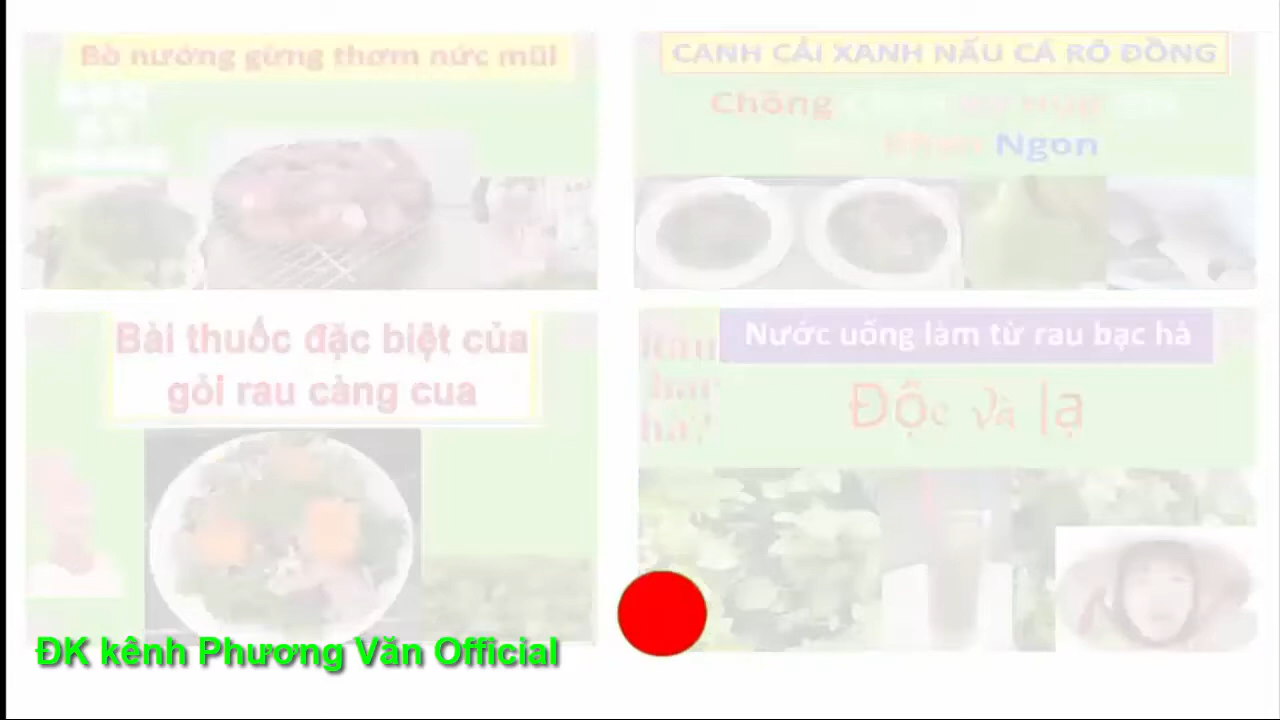 Bò nướng gừng thơm nức mũi
CANH CẢI XANH NẤU CÁ RÔ ĐỒNG
Chồng
Khen Ngon
Bài thuốc đặc biệt của
gỏi rau càng cua
Nước uống làm từ rau bạc hà
Độc và lạ
ĐK kênh Phương Văn Official